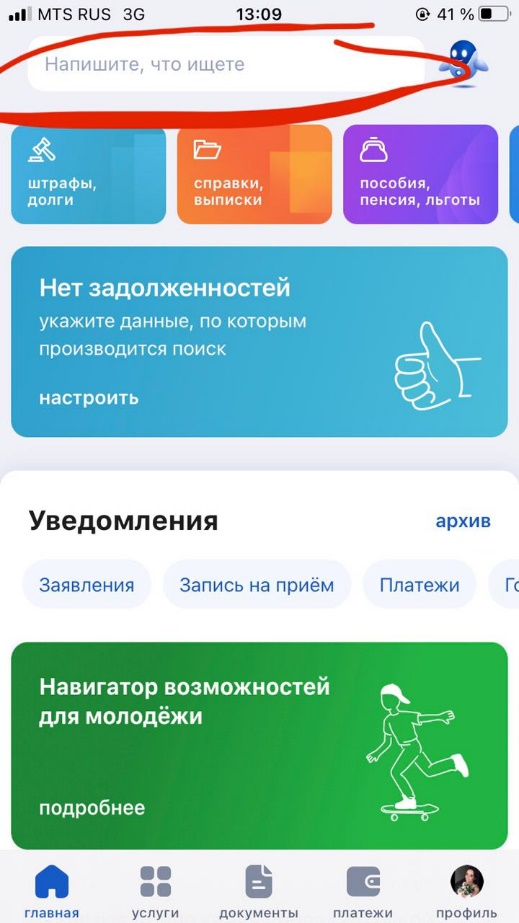 MTS RUS 3G 13:09 41 %
Напишите, что ищете
штрафы,
долги
справки,
выписки
пособия,
пенсия, льготы
Нет задолженностей
укажите данные, по которым
производится поиск
настроить
Уведомления архив
Заявления Запись на приём Платежи
Навигатор возможностей
для молодёжи
подробнее
главная услуги документы платежи профиль